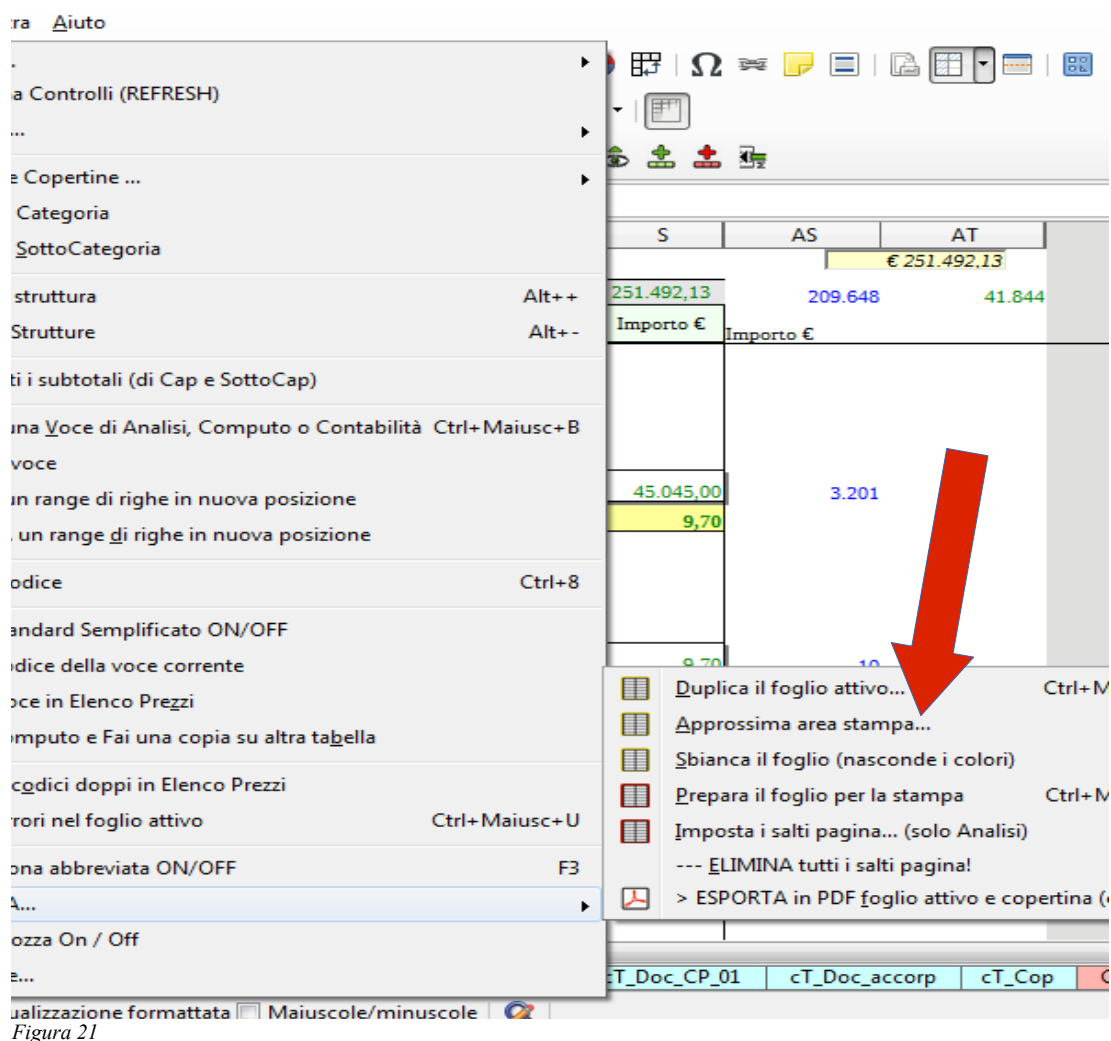 Aiuto
a Controlli (REFRESH)
...
e Copertine ...
Categoria
SottoCategoria
struttura Alt++
Strutture Alt+-
ti i subtotali (di Cap e SottoCap)
una Voce di Analisi, Computo o Contabilità Ctrl+Maiusc+B
voce
un range di righe in nuova posizione
un range di righe in nuova posizione
odice Ctrl+8
andard Semplificato ON/OFF
odice della voce corrente
oce in Elenco Prezzi
omputo e Fai una copia su altra tabella
codici doppi in Elenco Prezzi
rrori nel foglio attivo Ctrl+Maiusc+U
ona abbreviata ON/OFF F3
A...
ozza On / Off
e...
S AS AT
€ 251.492,13
251.492,13 209.648 41.844
Importo € Importo €
45.045,00 3.201
9,70
9,70 10
Duplica il foglio attivo... Ctrl+M
Approssima area stampa...
Sbianca il foglio (nasconde i colori)
Prepara il foglio per la stampa Ctrl+M
Imposta i salti pagina... (solo Analisi)
--- ELIMINA tutti i salti pagina!
> ESPORTA in PDF foglio attivo e copertina (
cT_Doc_CP_01 cT_Doc_accorp cT_Cop
ualizzazione formattata Maiuscole/minuscole
Figura 21